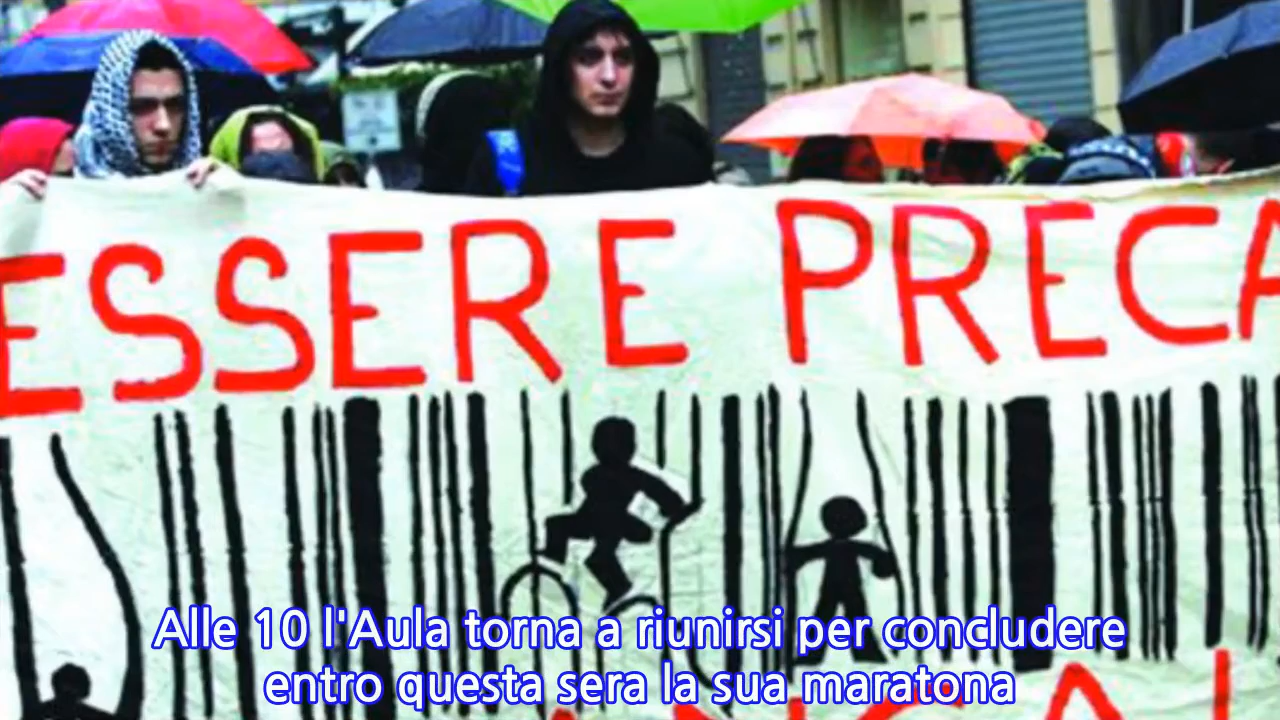 ESSERE PRECA
Alle 10 l'Aula torna a riunirsi per concludere
entro questa sera la sua maratona